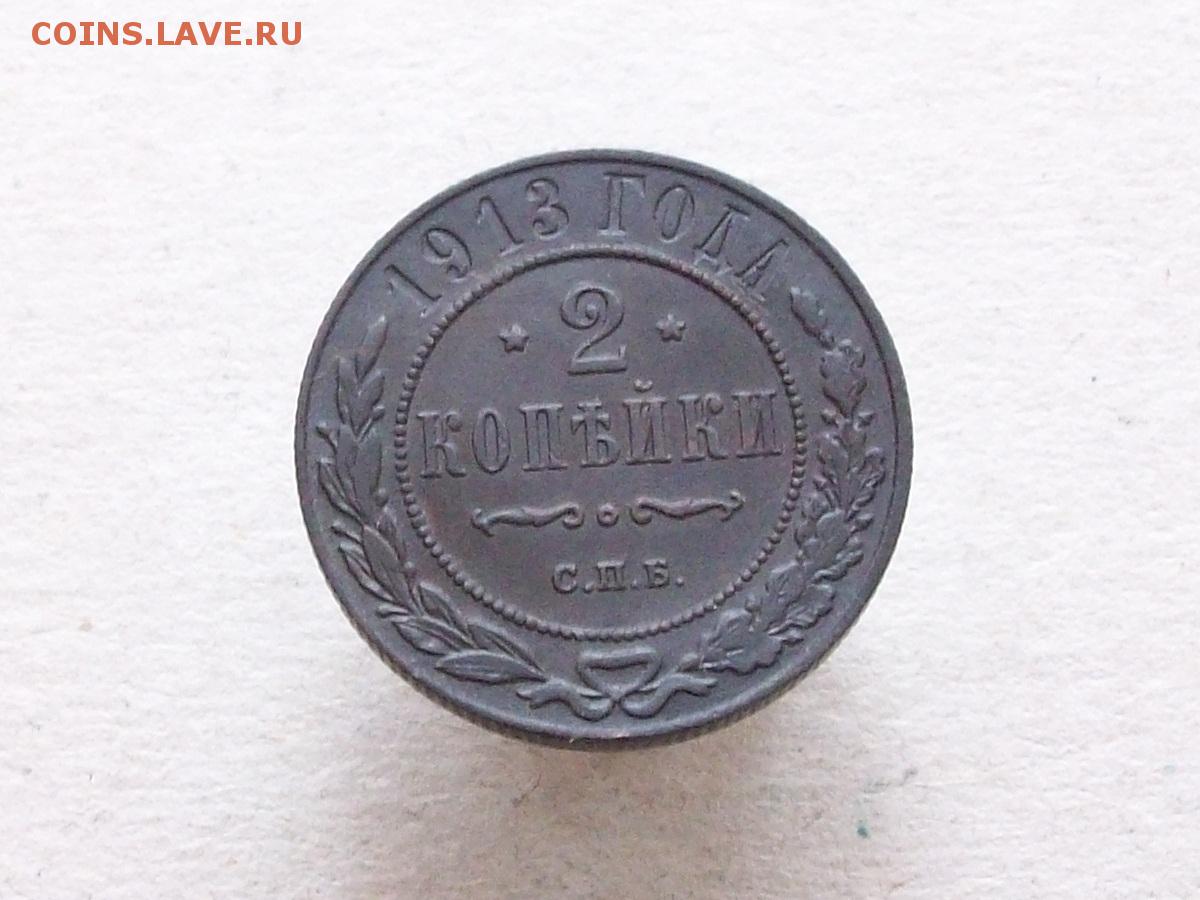 COINS.LAVE.RU
1913 ГОДА
2
КОПѢЙКИ
С.П.Б.